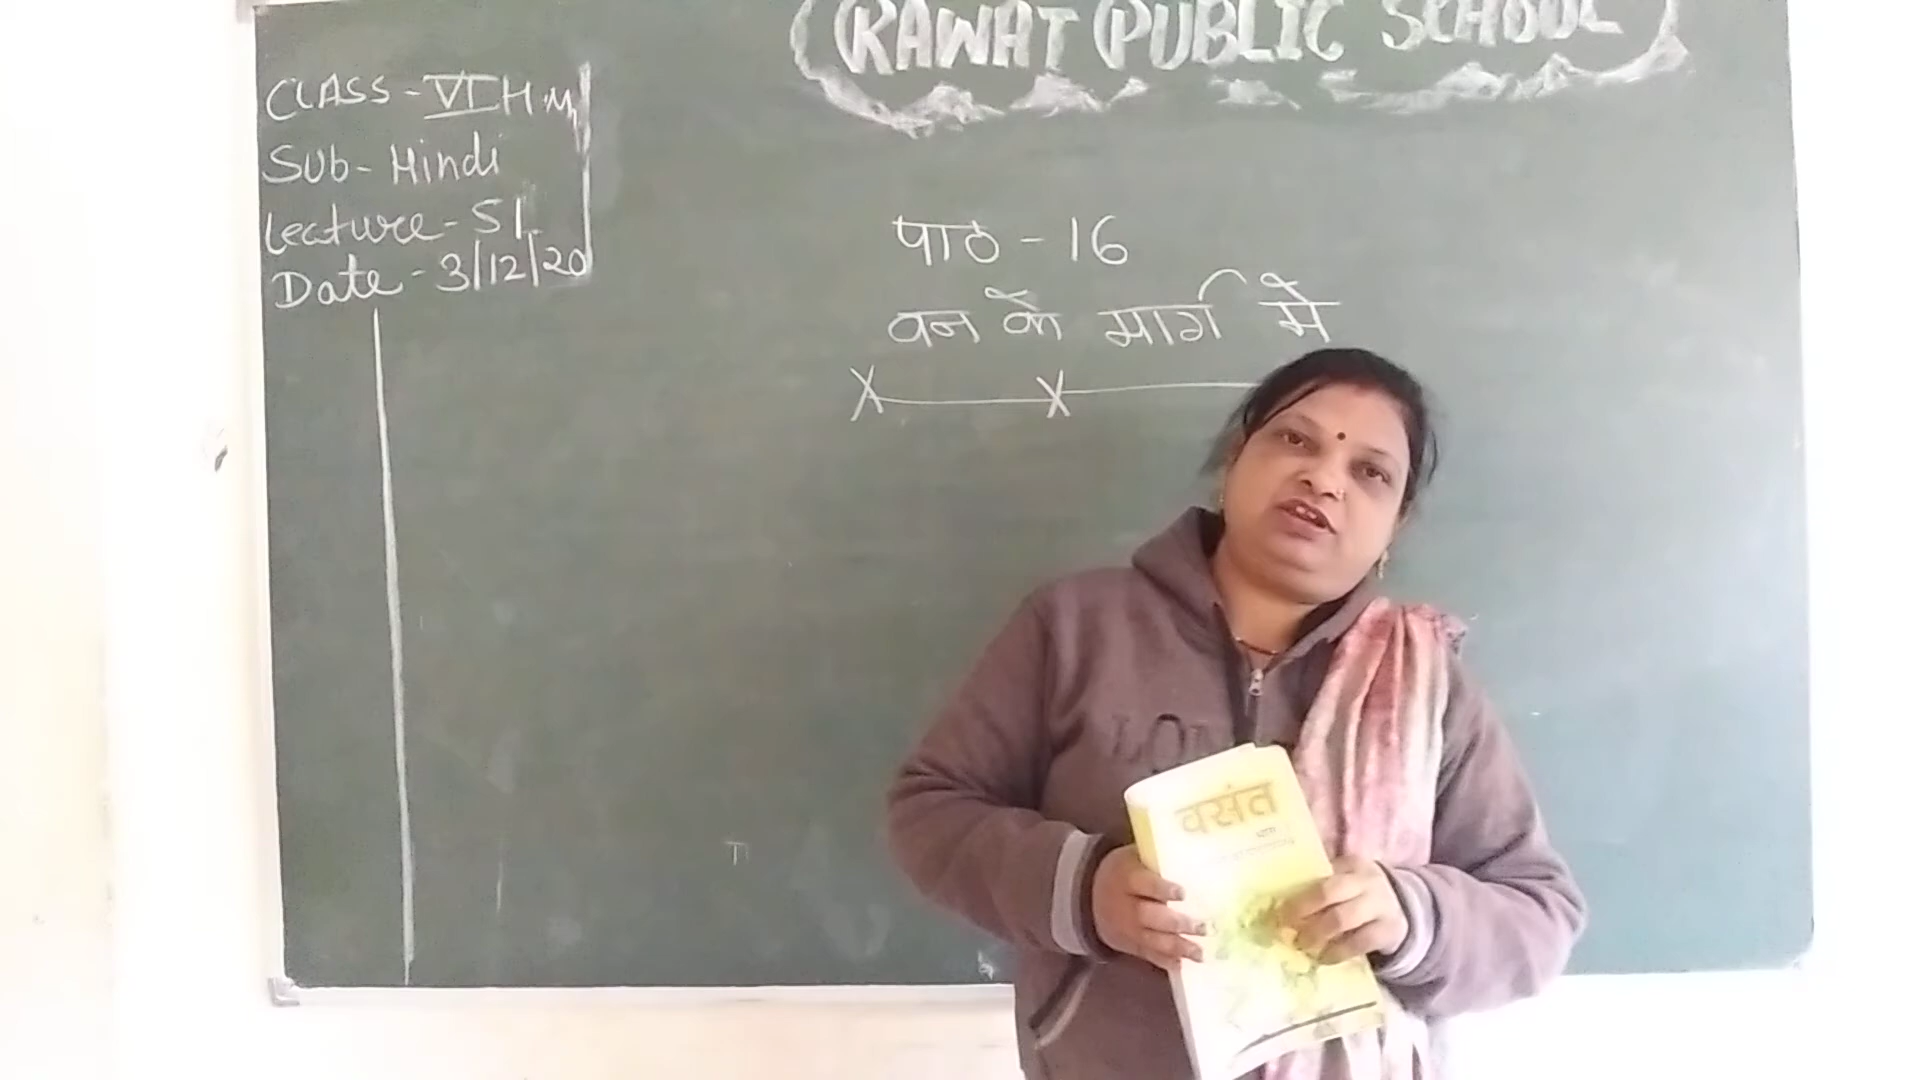 RAWAT PUBLIC SCHOOL
CLASS - VI H.M
Sub - Hindi
Lecture - 51
Date - 3/12/20
पाठ - 16
वन के मार्ग मे
वसंत
भाग